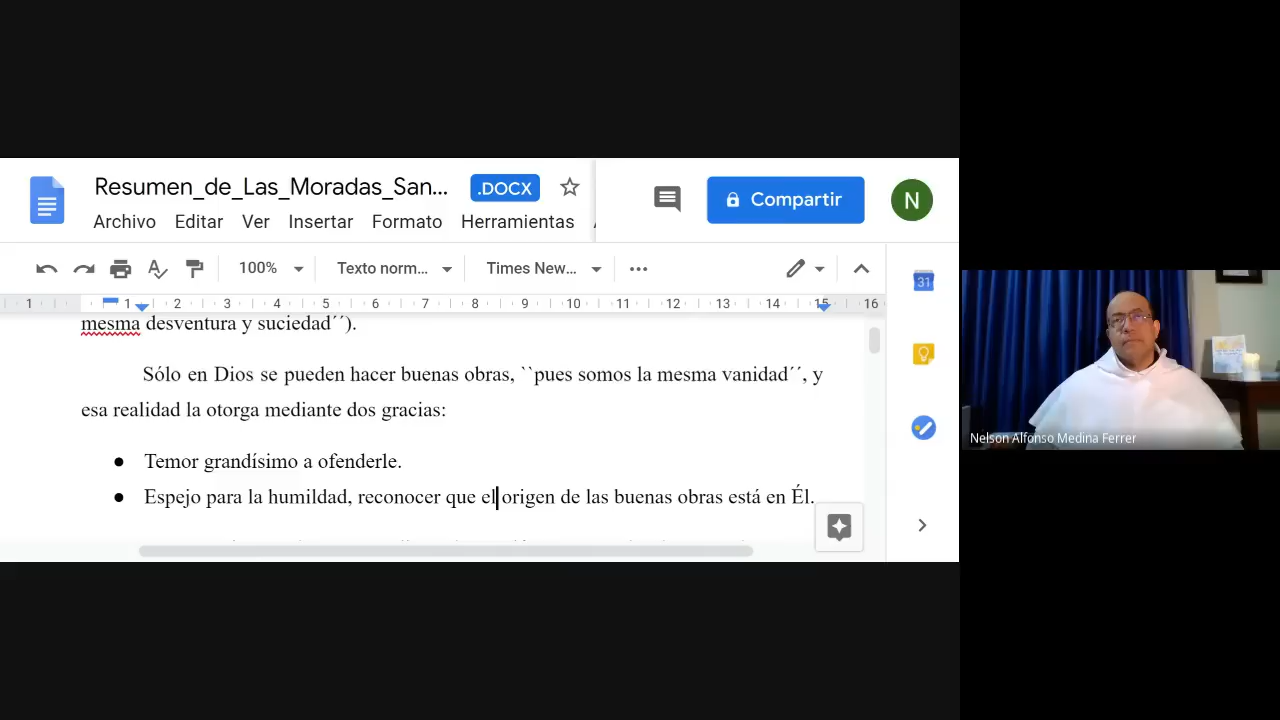 Resumen_de_Las_Moradas_San...
.DOCX
Compartir
N
Archivo Editar Ver Insertar Formato Herramientas
100% Texto norm... Times New...
1 1 2 3 4 5 6 7 8 9 10 11 12 13 14 15 16
31
mesma desventura y suciedad´´).
Sólo en Dios se pueden hacer buenas obras, ``pues somos la mesma vanidad´´, y
esa realidad la otorga mediante dos gracias:
● Temor grandísimo a ofenderle.
● Espejo para la humildad, reconocer que el origen de las buenas obras está en Él.
Nelson Alfonso Medina Ferrer